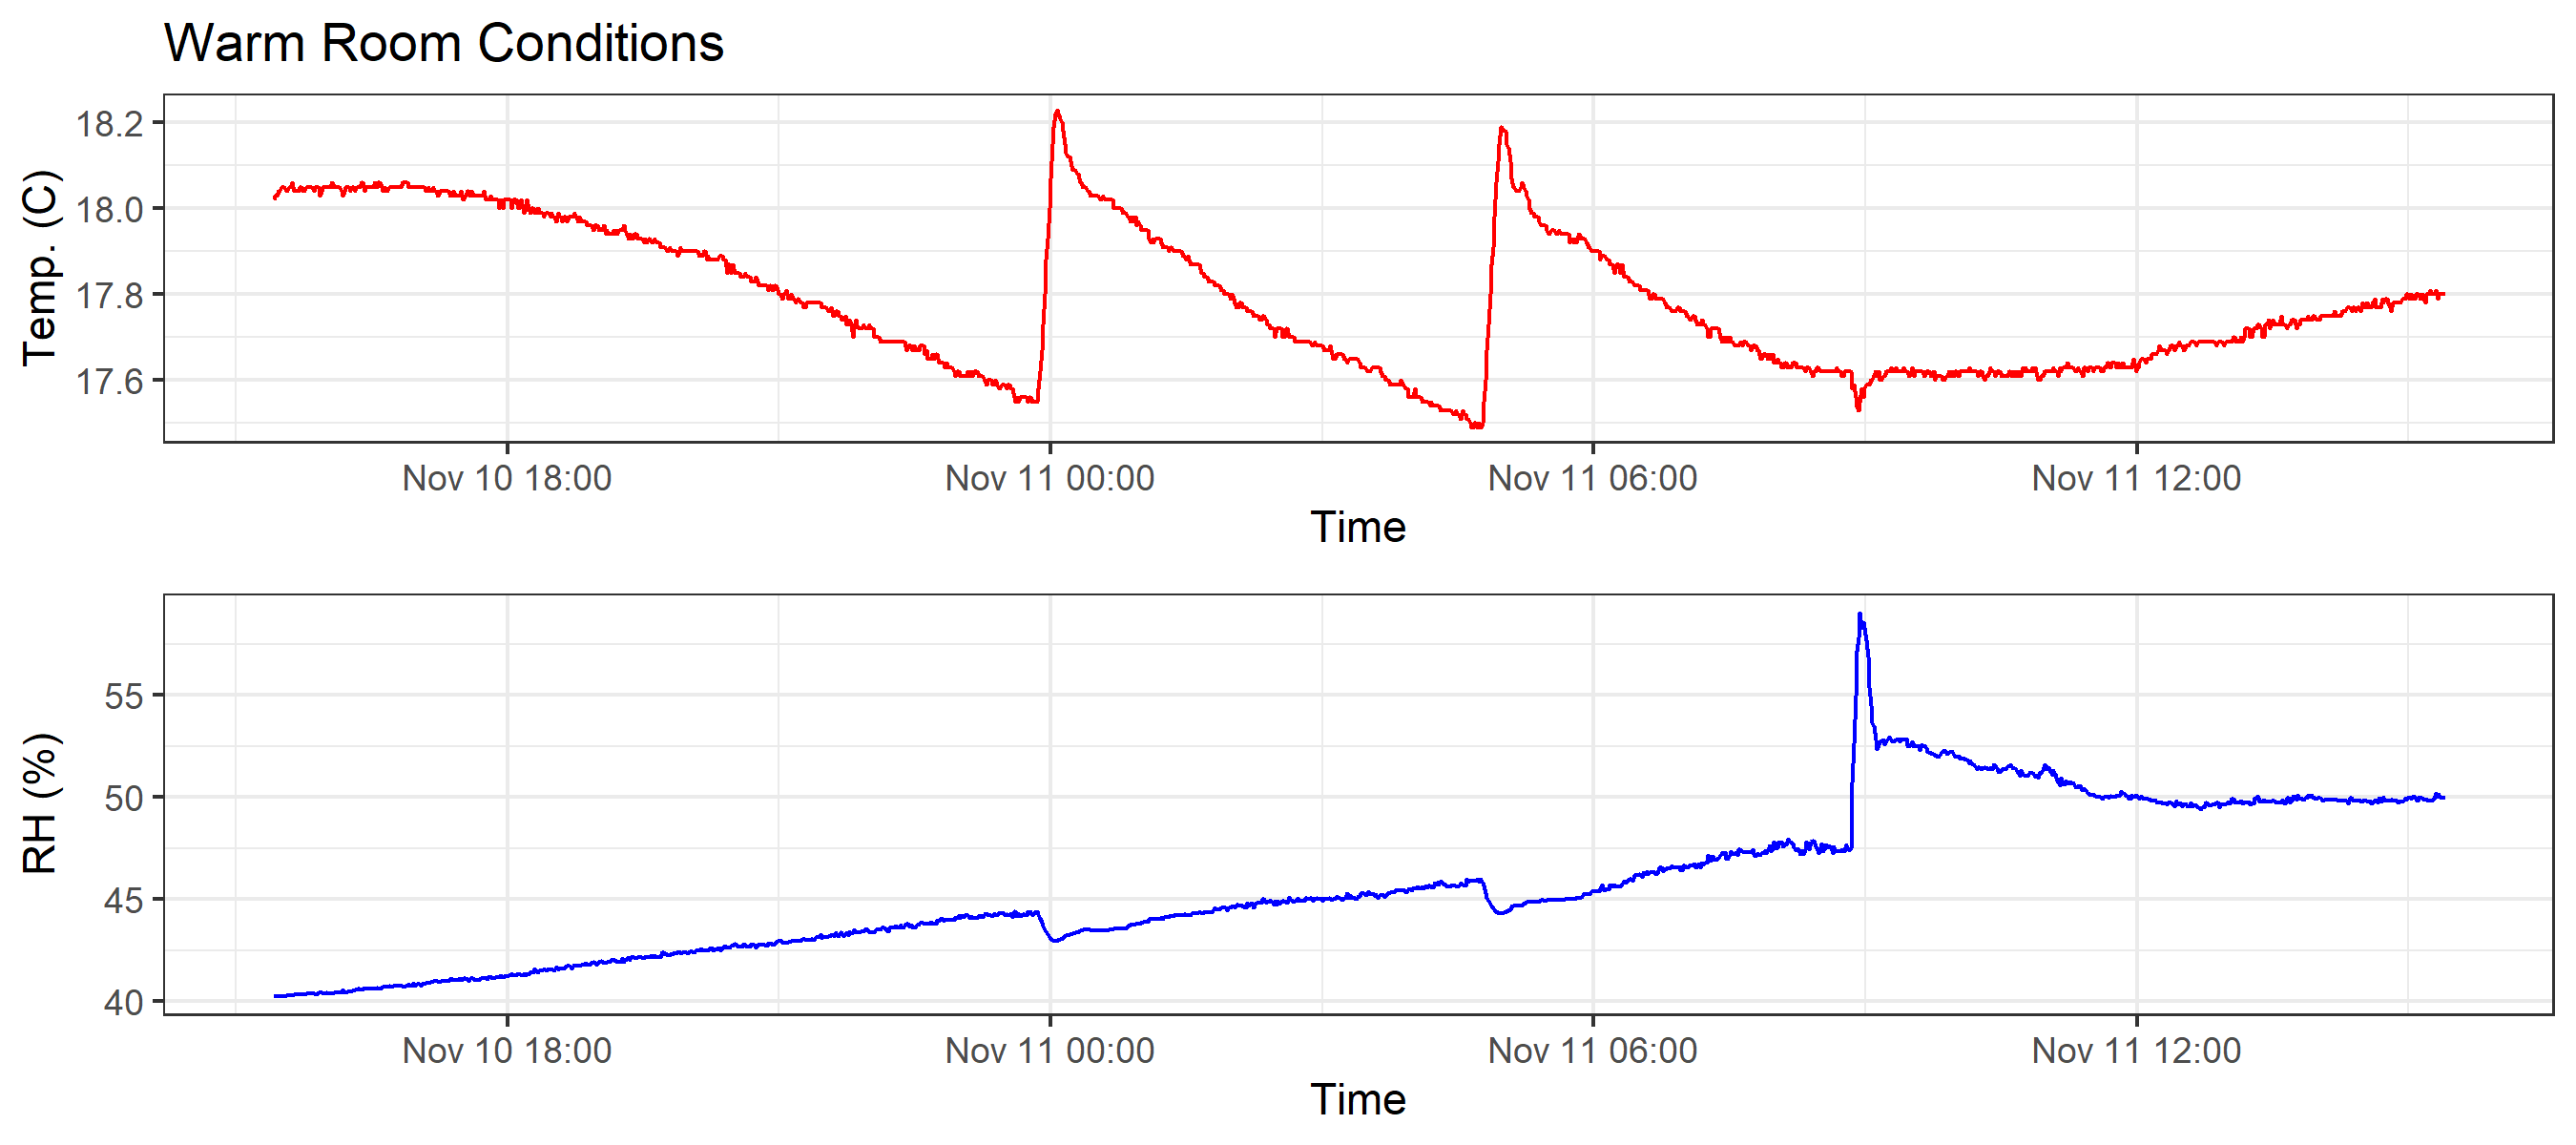 Warm Room Conditions
Temp. (C)
18.2
18.0
17.8
17.6
Nov 10 18:00 Nov 11 00:00 Nov 11 06:00 Nov 11 12:00
Time
RH (%)
55
50
45
40
Nov 10 18:00 Nov 11 00:00 Nov 11 06:00 Nov 11 12:00
Time